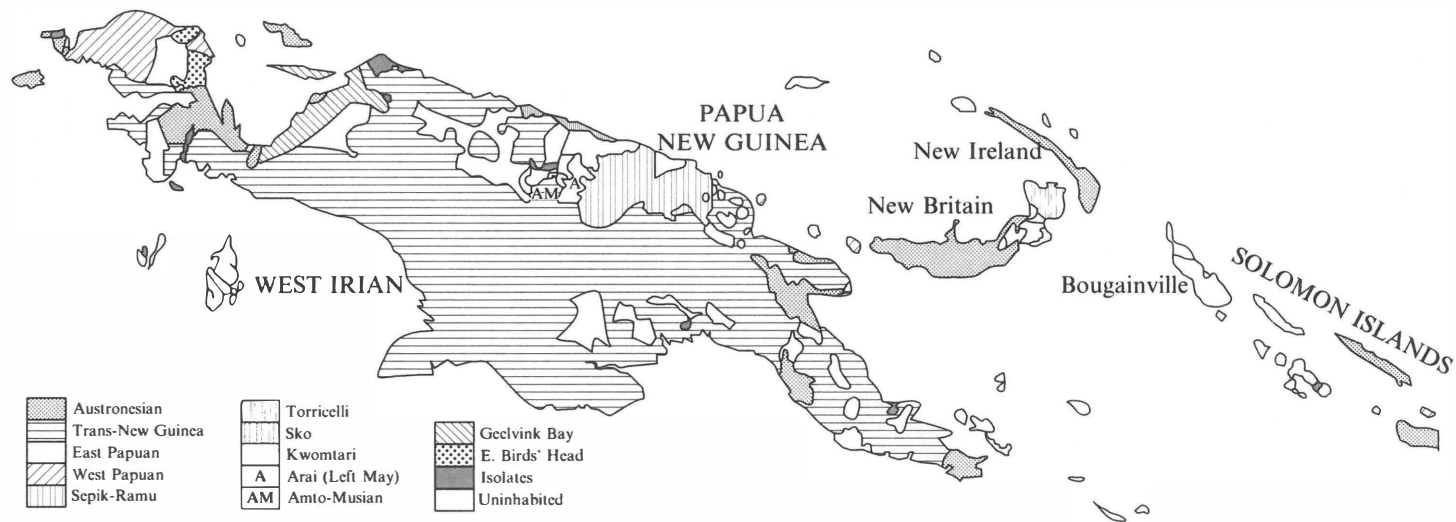 PAPUA
NEW GUINEA
New Ireland
New Britain
A
AM
WEST IRIAN
Bougainville
SOLOMON ISLANDS
Austronesian
Trans-New Guinea
East Papuan
West Papuan
Sepik-Ramu
Torricelli
Sko
Kwomtari
A Arai (Left May)
AM Amto-Musian
Geelvink Bay
E. Birds' Head
Isolates
Uninhabited